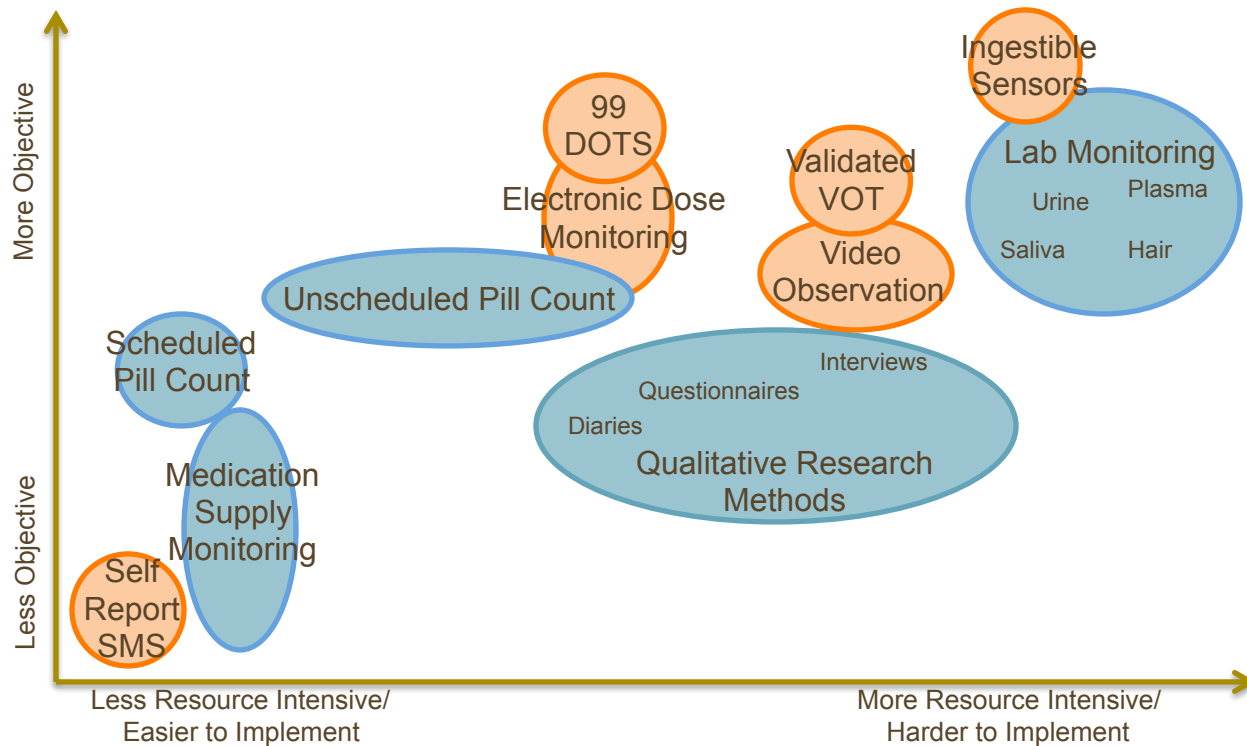 More Objective
Less Objective
Ingestible
Sensors
99
DOTS
Validated
VOT
Lab Monitoring
Urine
Plasma
Saliva
Hair
Electronic Dose
Monitoring
Video
Observation
Unscheduled Pill Count
Scheduled
Pill Count
Interviews
Questionnaires
Diaries
Qualitative Research
Methods
Medication
Supply
Monitoring
Self
Report
SMS
Less Resource Intensive/
Easier to Implement
More Resource Intensive/
Harder to Implement